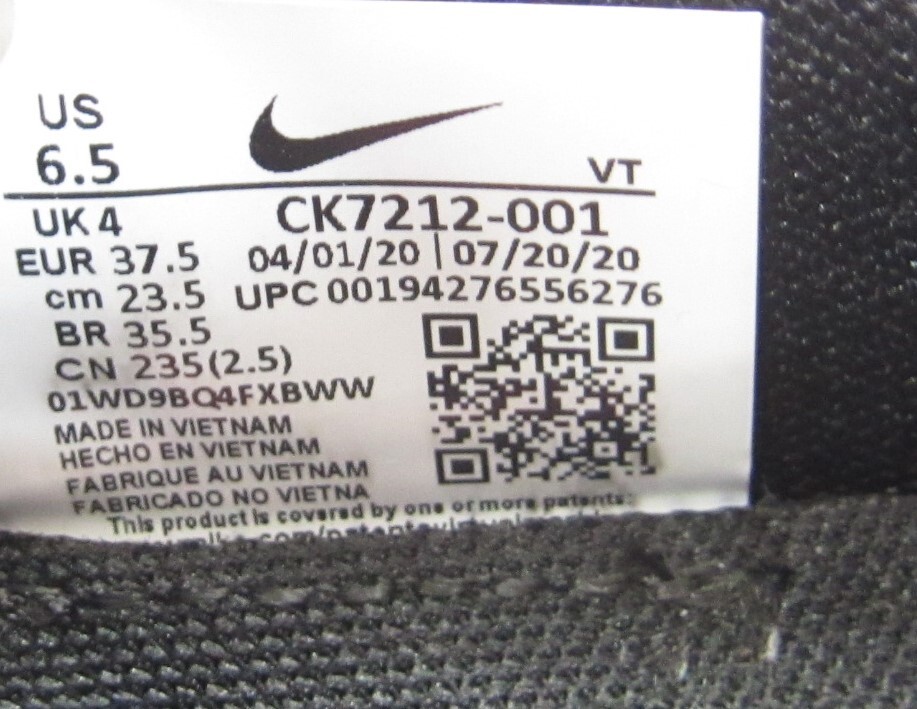 US
6.5
VT
UK 4
CK7212-001
EUR 37.5
04/01/20 | 07/20/20
cm 23.5
UPC 00194276556276
BR 35.5
CN 235(2.5)
01WD9BQ4FXBWW
MADE IN VIETNAM
HECHO EN VIETNAM
FABRIQUE AU VIETNAM
FABRICADO NO VIETNA
This product is covered by one or more patents: